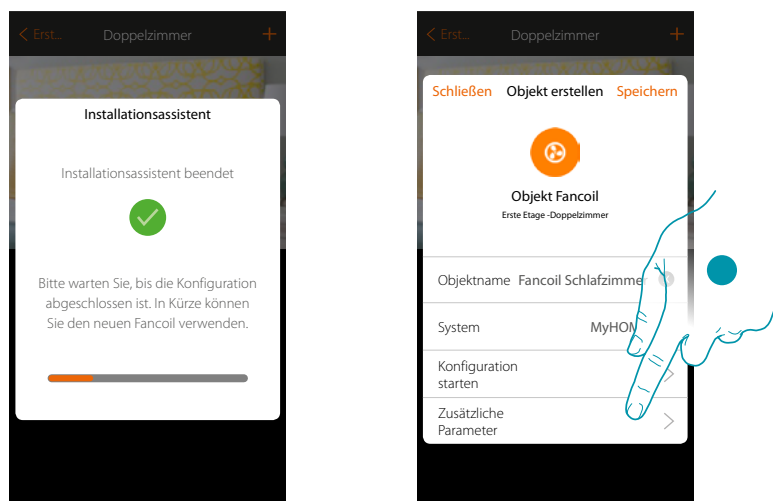 Erst...
Doppelzimmer
+
Installationsassistent
Installationsassistent beendet
Bitte warten Sie, bis die Konfiguration
abgeschlossen ist. In Kürze können
Sie den neuen Fancoil verwenden.
Erst...
Doppelzimmer
+
Schließen Objekt erstellen Speichern
Objekt Fancoil
Erste Etage -Doppelzimmer
Objektname Fancoil Schlafzimmer
System
Konfiguration
starten
Zusätzliche
Parameter